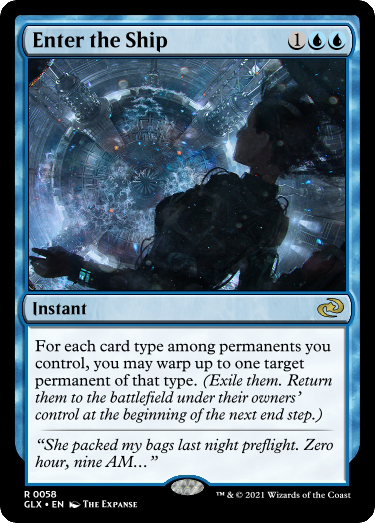 Enter the Ship 1
Instant
For each card type among permanents you
control, you may warp up to one target
permanent of that type. (Exile them. Return
them to the battlefield under their owners'
control at the beginning of the next end step.)
“She packed my bags last night preflight. Zero
hour, nine AM…”
R 0058
GLX • EN The Expanse
™ & © 2021 Wizards of the Coast